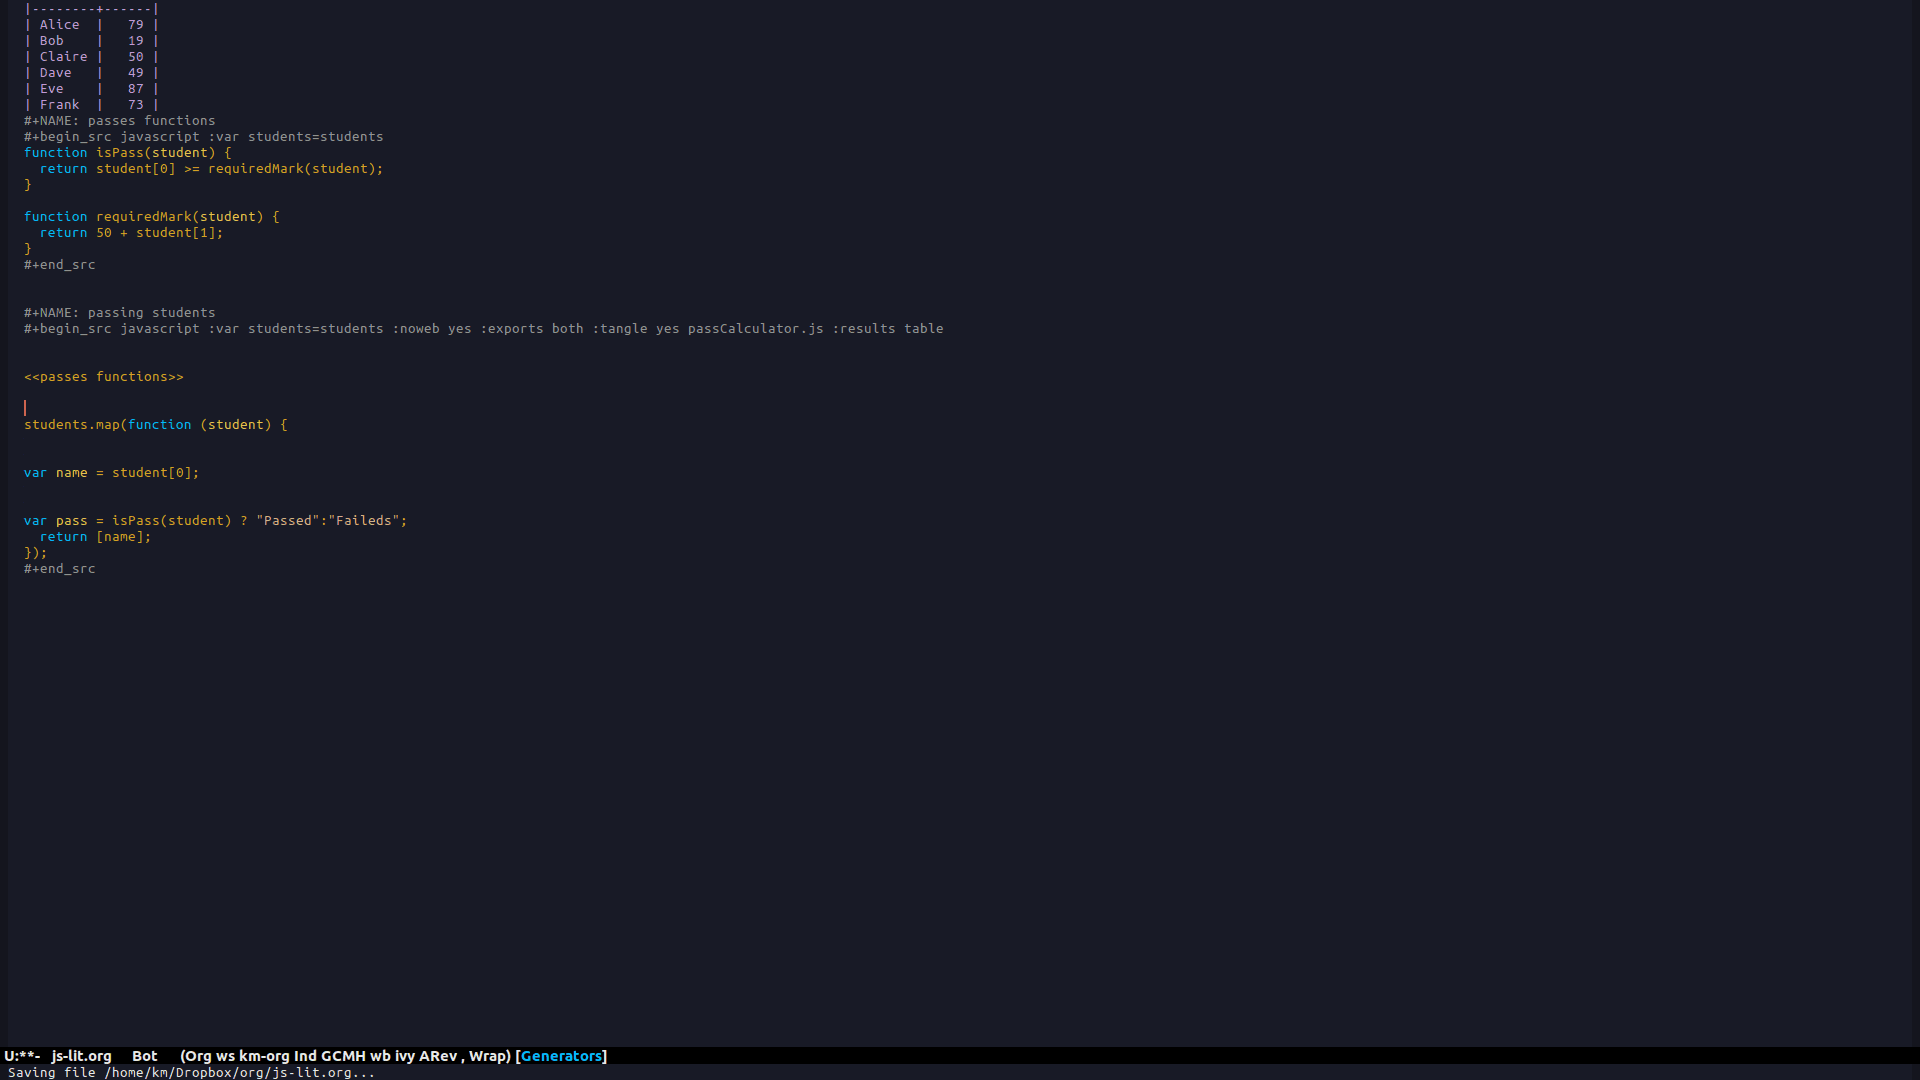 |--------+------|
| Alice  |   79 |
| Bob    |   19 |
| Claire |   50 |
| Dave   |   49 |
| Eve    |   87 |
| Frank  |   73 |
#+NAME: passes functions
#+begin_src javascript :var students=students
function isPass(student) {
  return student[0] >= requiredMark(student);
}
function requiredMark(student) {
  return 50 + student[1];
}
#+end_src
#+NAME: passing students
#+begin_src javascript :var students=students :noweb yes :exports both :tangle yes passCalculator.js :results table
<<passes functions>>
students.map(function (student) {
var name = student[0];
var pass = isPass(student) ? "Passed":"Faileds";
  return [name];
});
#+end_src
U:**-  js-lit.org   Bot   (Org ws km-org Ind GCMH wb ivy ARev , Wrap) [Generators]
Saving file /home/km/Dropbox/org/js-lit.org...